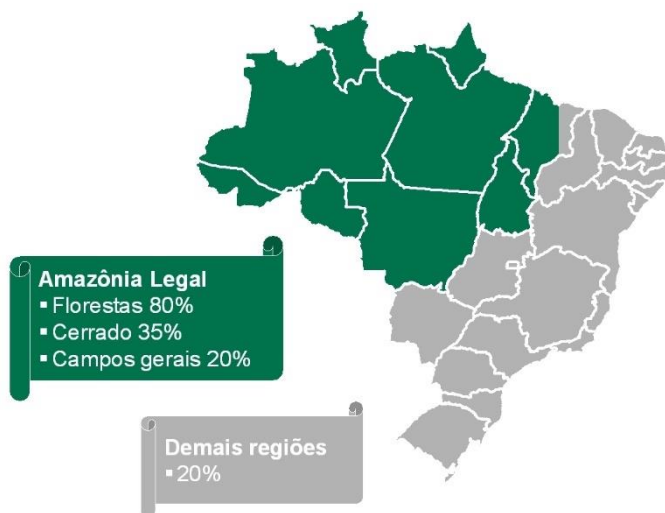 Amazônia Legal
▪ Florestas 80%
▪ Cerrado 35%
▪ Campos gerais 20%
Demais regiões
▪ 20%